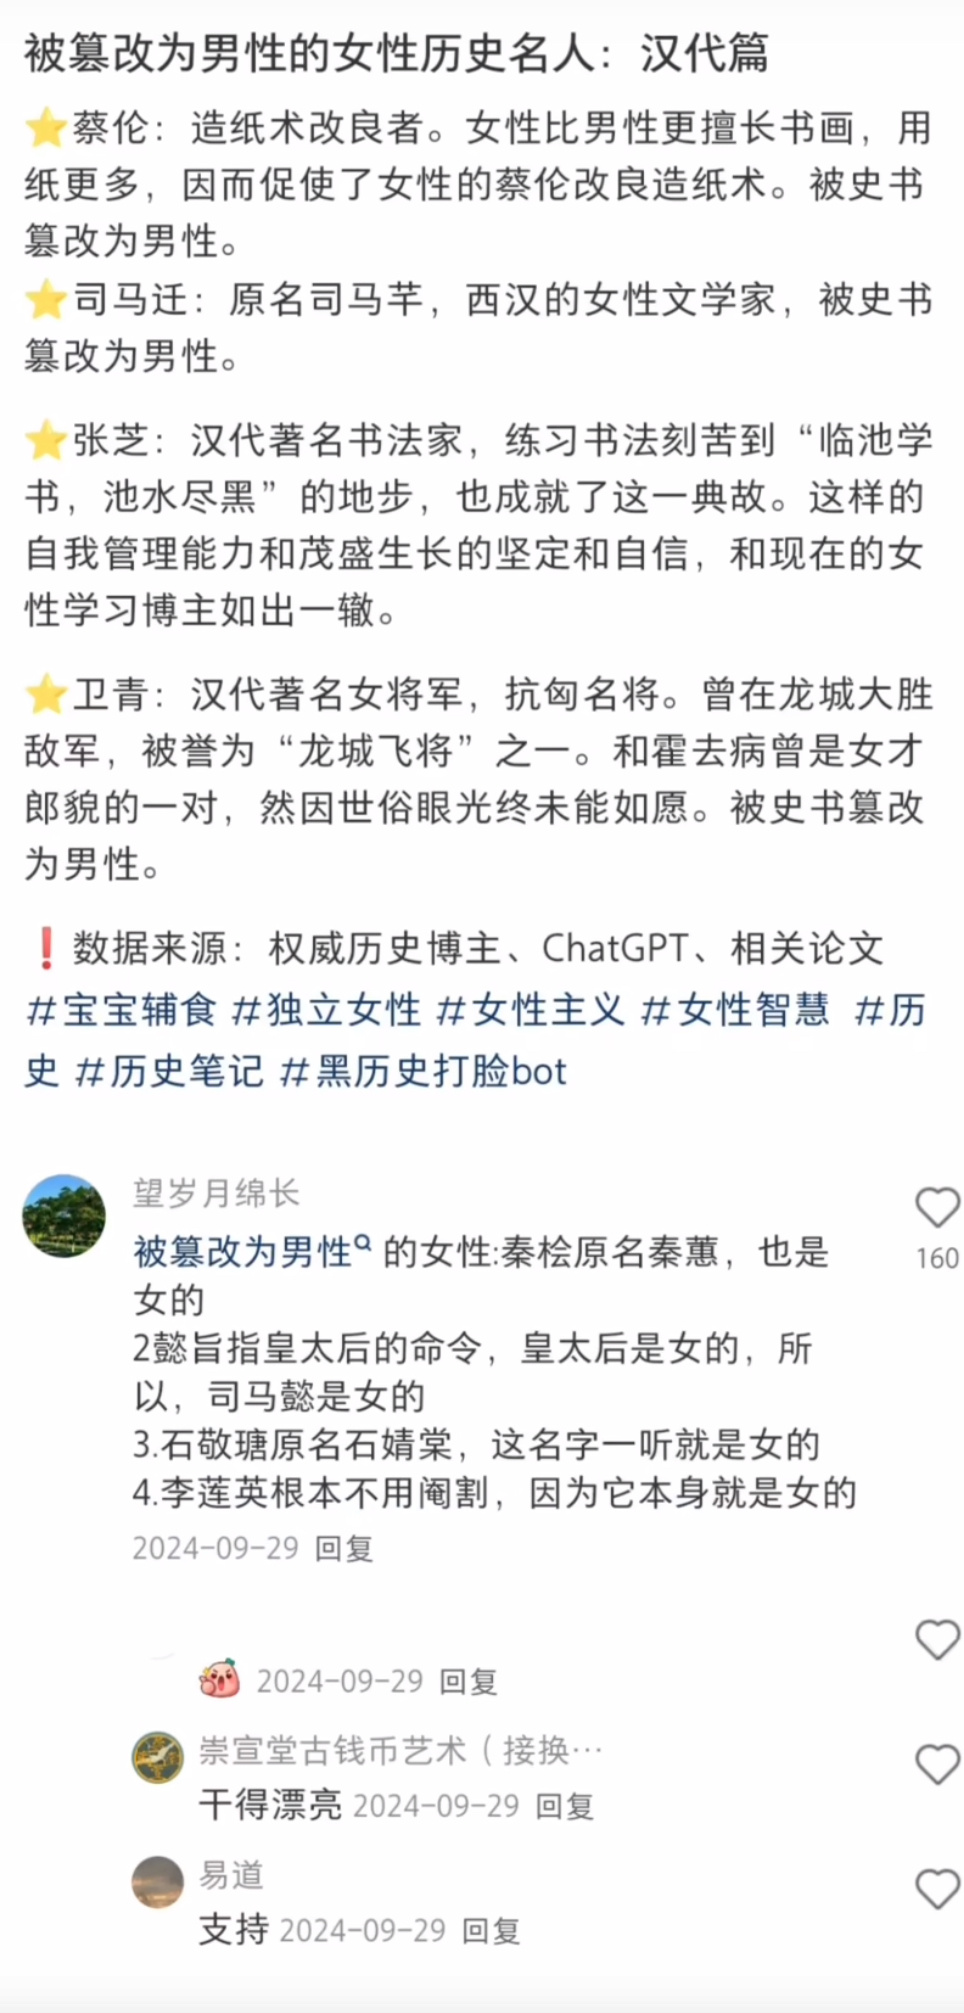 被篡改为男性的女性历史名人：汉代篇
⭐蔡伦：造纸术改良者。女性比男性更擅长书画，用
纸更多，因而促使了女性的蔡伦改良造纸术。被史书
篡改为男性。
⭐司马迁：原名司马芊，西汉的女性文学家，被史书
篡改为男性。
⭐张芝：汉代著名书法家，练习书法刻苦到“临池学
书，池水尽黑”的地步，也成就了这一典故。这样的
自我管理能力和茂盛生长的坚定和自信，和现在的女
性学习博主如出一辙。
⭐卫青：汉代著名女将军，抗匈名将。曾在龙城大胜
敌军，被誉为“龙城飞将”之一。和霍去病曾是女才
郎貌的一对，然因世俗眼光终未能如愿。被史书篡改
为男性。
❗数据来源：权威历史博主、ChatGPT、相关论文
#宝宝辅食 #独立女性 #女性主义 #女性智慧 #历
史 #历史笔记 #黑历史打脸bot
望岁月绵长
被篡改为男性 的女性:秦桧原名秦蕙，也是
女的
160
2懿旨指皇太后的命令，皇太后是女的，所
以，司马懿是女的
3.石敬瑭原名石婧棠，这名字一听就是女的
4.李莲英根本不用阉割，因为它本身就是女的
2024-09-29 回复
2024-09-29 回复
崇宣堂古钱币艺术（接换…
干得漂亮 2024-09-29 回复
易道
支持 2024-09-29 回复